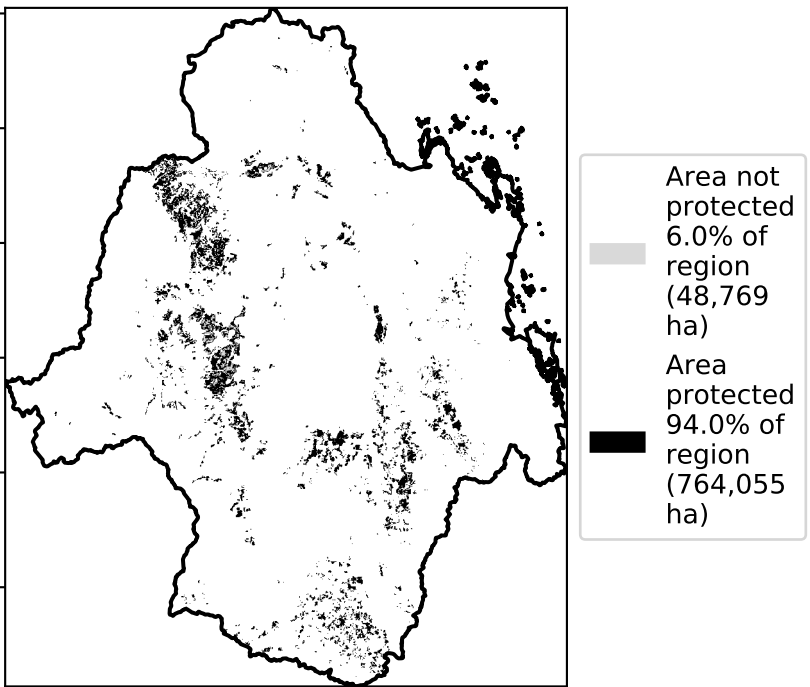 Area not
protected
6.0% of
region
(48,769
ha)
Area
protected
94.0% of
region
(764,055
ha)